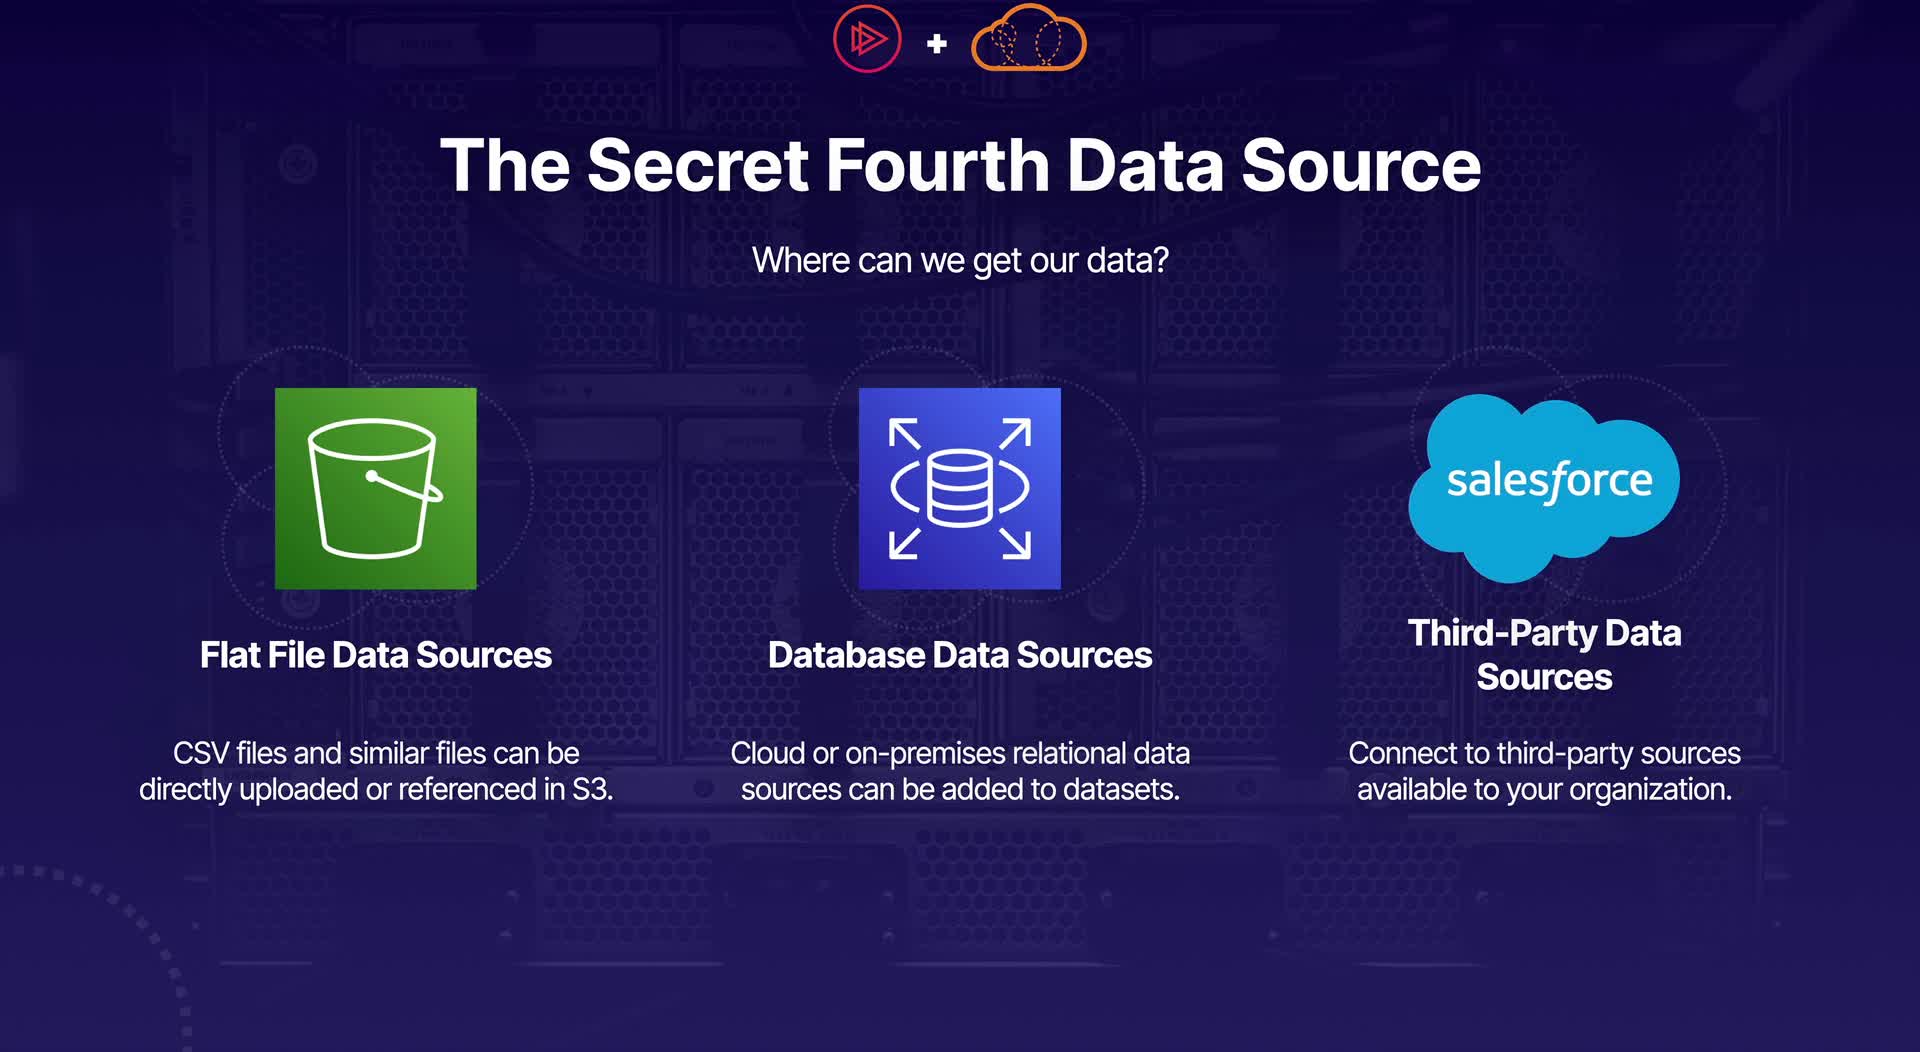 The Secret Fourth Data Source
Where can we get our data?
salesforce
Flat File Data Sources
Database Data Sources
Third-Party Data
Sources
CSV files and similar files can be
directly uploaded or referenced in S3.
Cloud or on-premises relational data
sources can be added to datasets.
Connect to third-party sources
available to your organization.